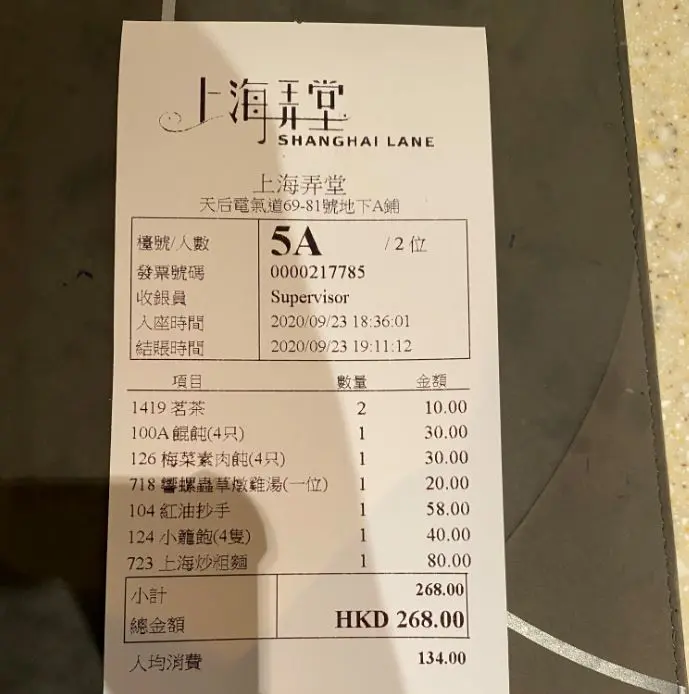 上海弄堂
SHANGHAI LANE
上海弄堂
天后電氣道69-81號地下A鋪
檯號/人數 5A /2 位
發票號碼 0000217785
收銀員 Supervisor
入座時間 2020/09/23 18:36:01
結賬時間 2020/09/23 19:11:12
項目 數量 金額
1419 茗茶 2 10.00
100A 餛飩(4只) 1 30.00
126 梅菜素肉飩(4只) 1 30.00
718 響螺蟲草燉雞湯(一位) 1 20.00
104 紅油抄手 1 58.00
124 小籠飽(4隻) 1 40.00
723 上海炒粗麵 1 80.00
小計 268.00
總金額 HKD 268.00
人均消費 134.00